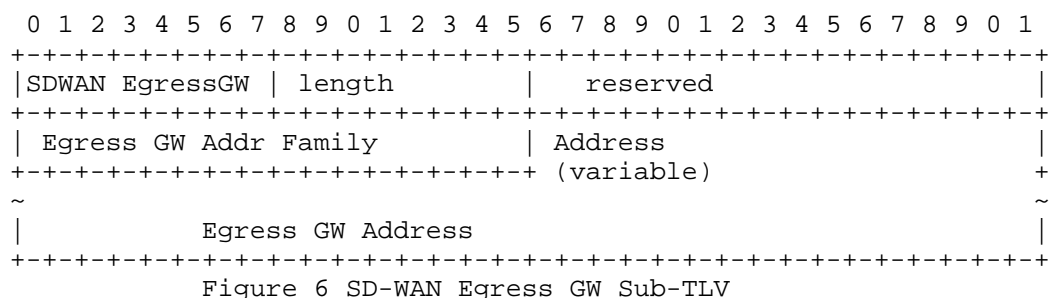 0 1 2 3 4 5 6 7 8 9 0 1 2 3 4 5 6 7 8 9 0 1 2 3 4 5 6 7 8 9 0 1
+-+-+-+-+-+-+-+-+-+-+-+-+-+-+-+-+-+-+-+-+-+-+-+-+-+-+-+-+-+-+-+-+
|SDWAN EgressGW | length        |   reserved                    |
+-+-+-+-+-+-+-+-+-+-+-+-+-+-+-+-+-+-+-+-+-+-+-+-+-+-+-+-+-+-+-+-+
| Egress GW Addr Family         | Address                       |
+-+-+-+-+-+-+-+-+-+-+-+-+-+-+-+-+ (variable)                    +
~                                                               ~
|           Egress GW Address                                   |
+-+-+-+-+-+-+-+-+-+-+-+-+-+-+-+-+-+-+-+-+-+-+-+-+-+-+-+-+-+-+-+-+
            Figure 6 SD-WAN Egress GW Sub-TLV